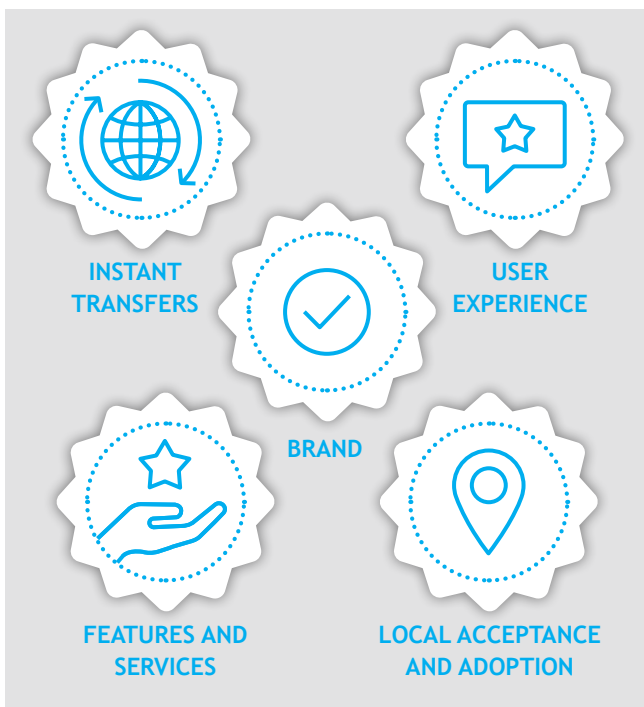 INSTANT
TRANSFERS
USER
EXPERIENCE
BRAND
FEATURES AND
SERVICES
LOCAL ACCEPTANCE
AND ADOPTION